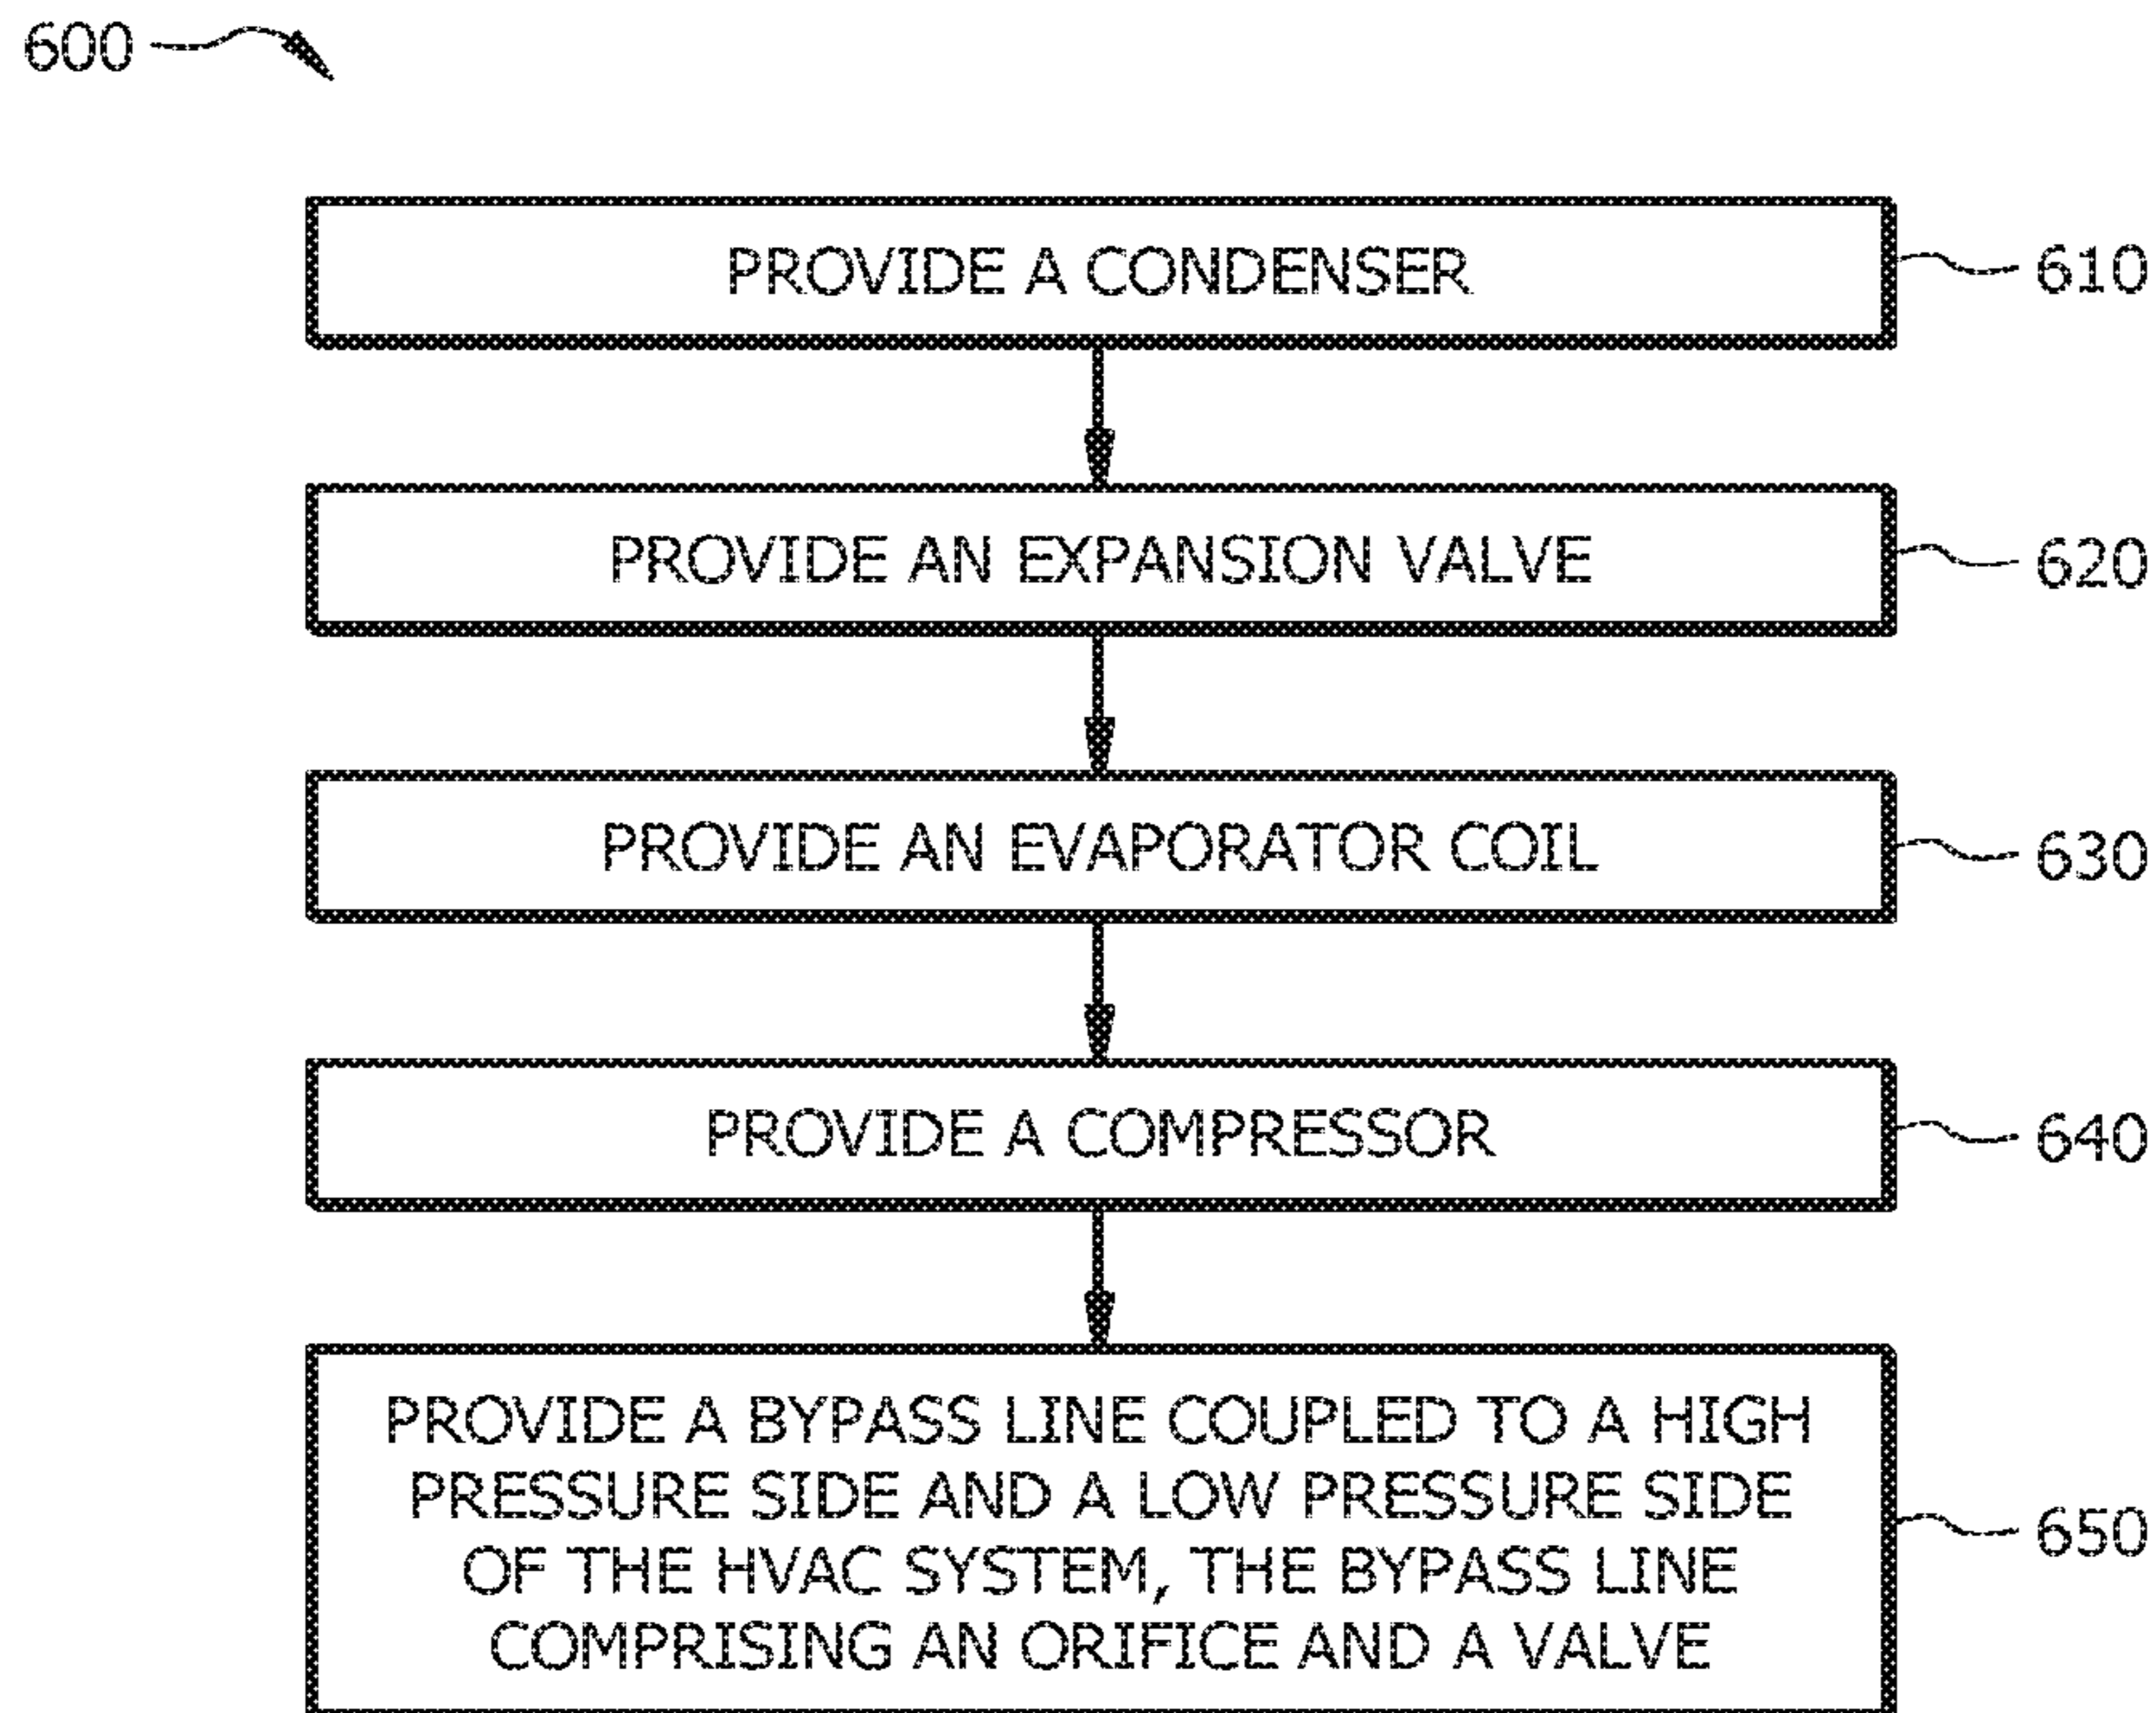 600
PROVIDE A CONDENSER
610
PROVIDE AN EXPANSION VALVE
620
PROVIDE AN EVAPORATOR COIL
630
PROVIDE A COMPRESSOR
640
PROVIDE A BYPASS LINE COUPLED TO A HIGH
PRESSURE SIDE AND A LOW PRESSURE SIDE
OF THE HVAC SYSTEM, THE BYPASS LINE
COMPRISING AN ORIFICE AND A VALVE
650